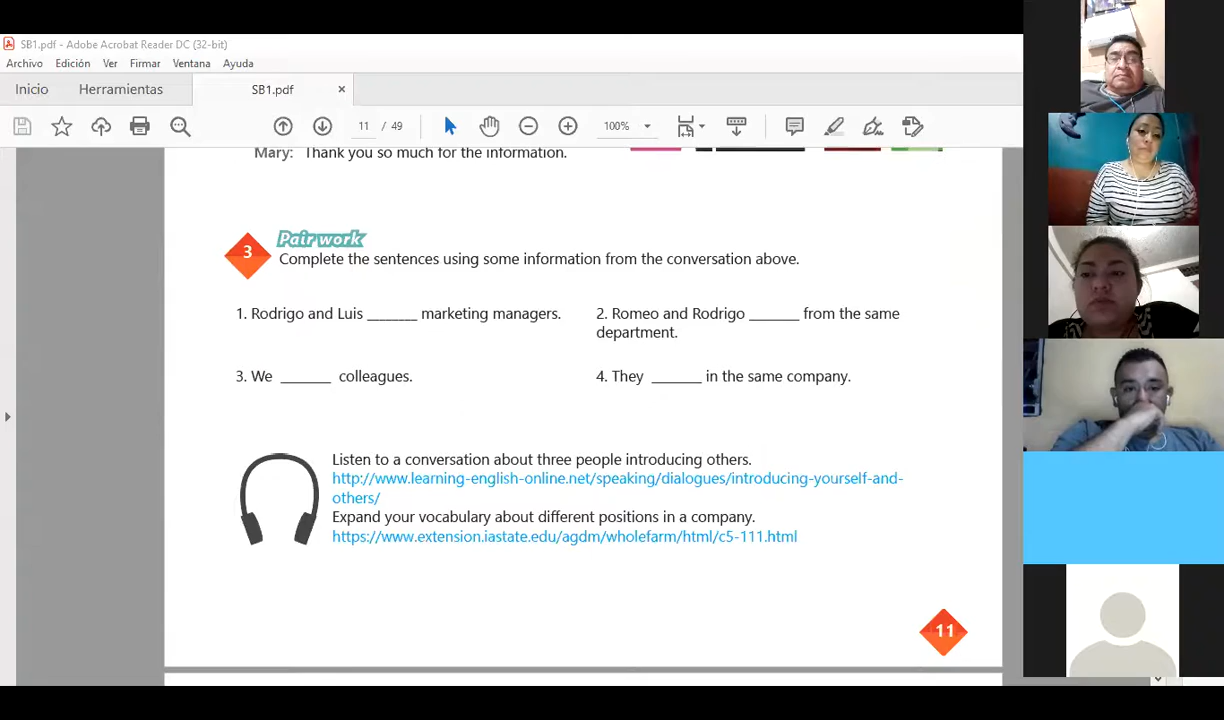 SB1.pdf - Adobe Acrobat Reader DC (32-bit)
Archivo Edición Ver Firmar Ventana Ayuda
Inicio Herramientas SB1.pdf ×
11 / 49 100%
Mary: Thank you so much for the information.
3 Pair work
Complete the sentences using some information from the conversation above.
1. Rodrigo and Luis ________ marketing managers.
2. Romeo and Rodrigo ________ from the same
department.
3. We ________ colleagues.
4. They ________ in the same company.
Listen to a conversation about three people introducing others.
http://www.learning-english-online.net/speaking/dialogues/introducing-yourself-and-
others/
Expand your vocabulary about different positions in a company.
https://www.extension.iastate.edu/agdm/wholefarm/html/c5-111.html
11